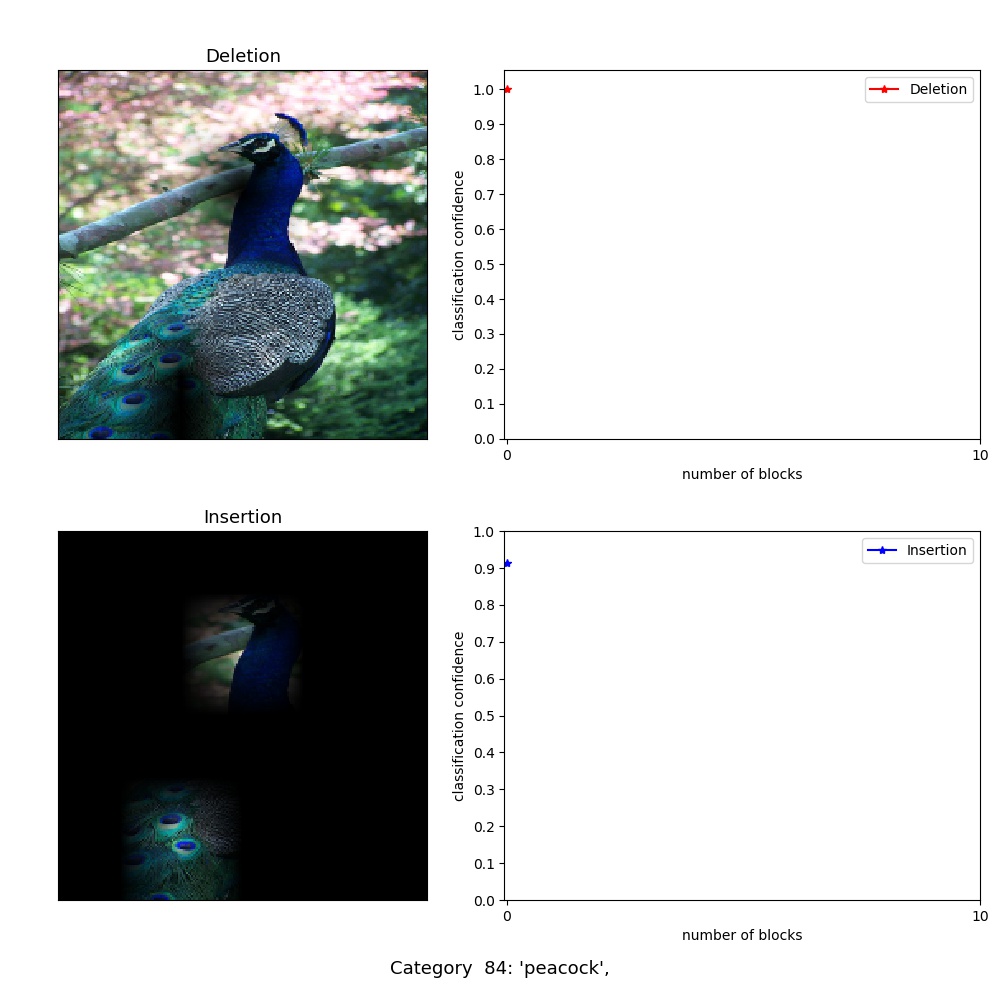 Deletion
1.0
0.9
0.8
0.7
0.6
0.5
0.4
0.3
0.2
0.1
0.0
classification confidence
0
10
number of blocks
Deletion
Insertion
1.0
0.9
0.8
0.7
0.6
0.5
0.4
0.3
0.2
0.1
0.0
classification confidence
0
10
number of blocks
Insertion
Category  84: 'peacock',